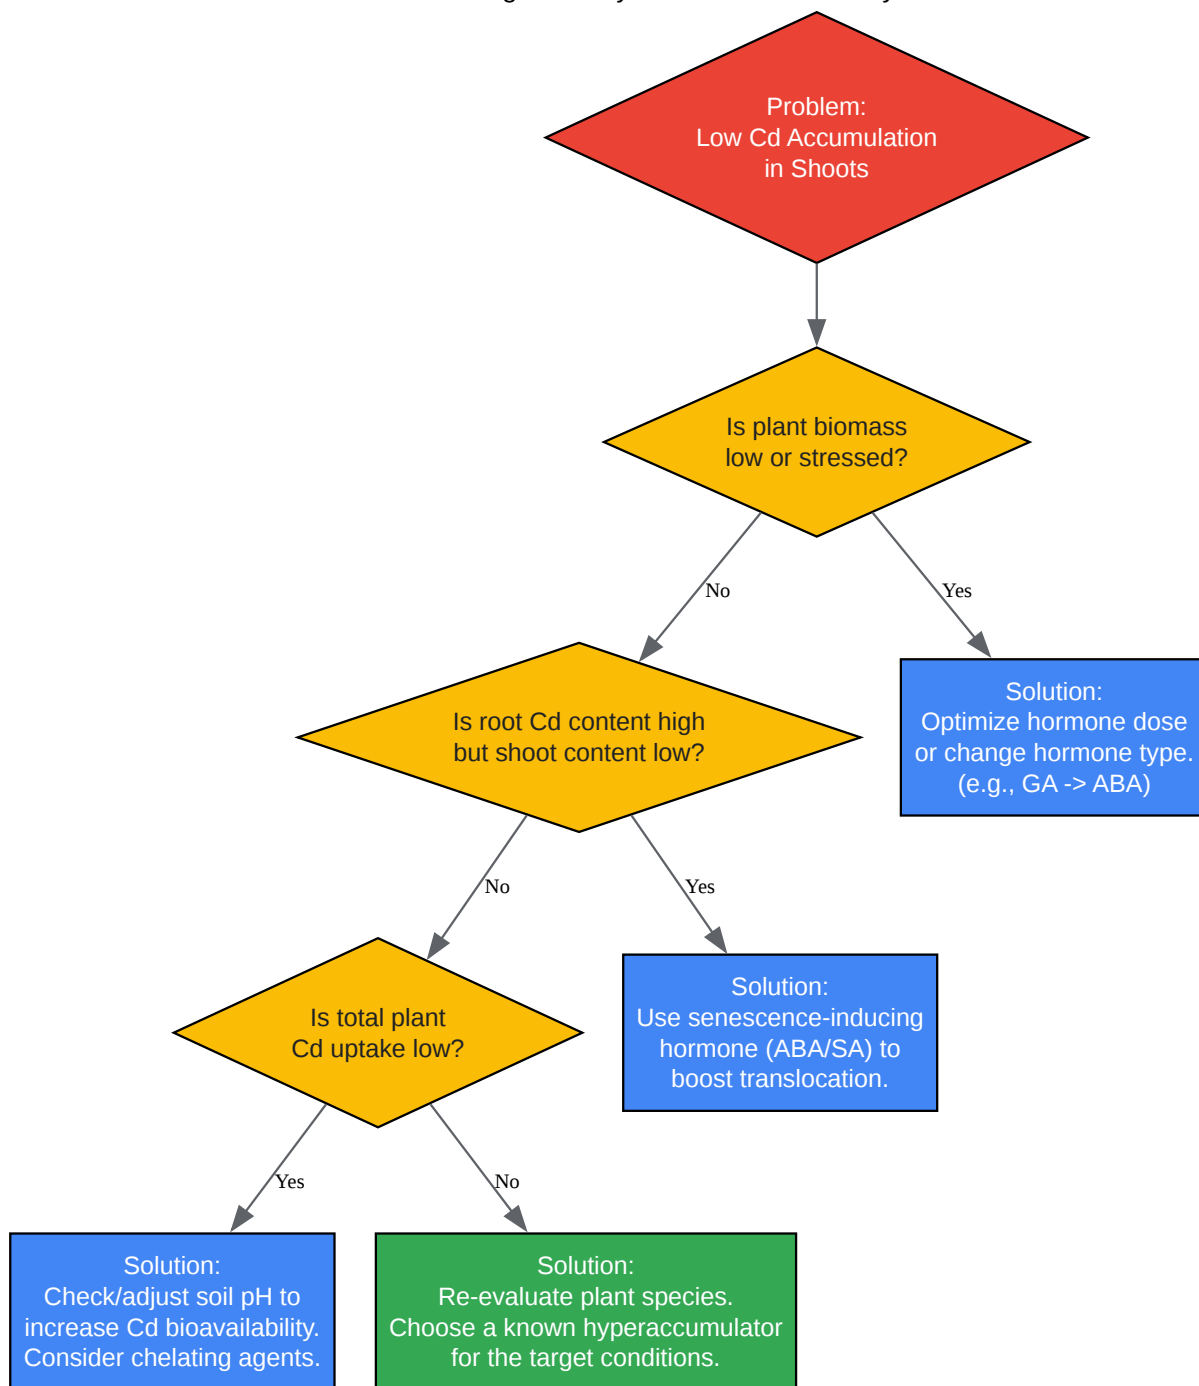 Problem:
Low Cd Accumulation
in Shoots
Is plant biomass
low or stressed?
No
Yes
Is root Cd content high
but shoot content low?
Solution:
Optimize hormone dose
or change hormone type.
(e.g., GA -> ABA)
No
Yes
Is total plant
Cd uptake low?
Solution:
Use senescence-inducing
hormone (ABA/SA) to
boost translocation.
Yes
No
Solution:
Check/adjust soil pH to
increase Cd bioavailability.
Consider chelating agents.
Solution:
Re-evaluate plant species.
Choose a known hyperaccumulator
for the target conditions.